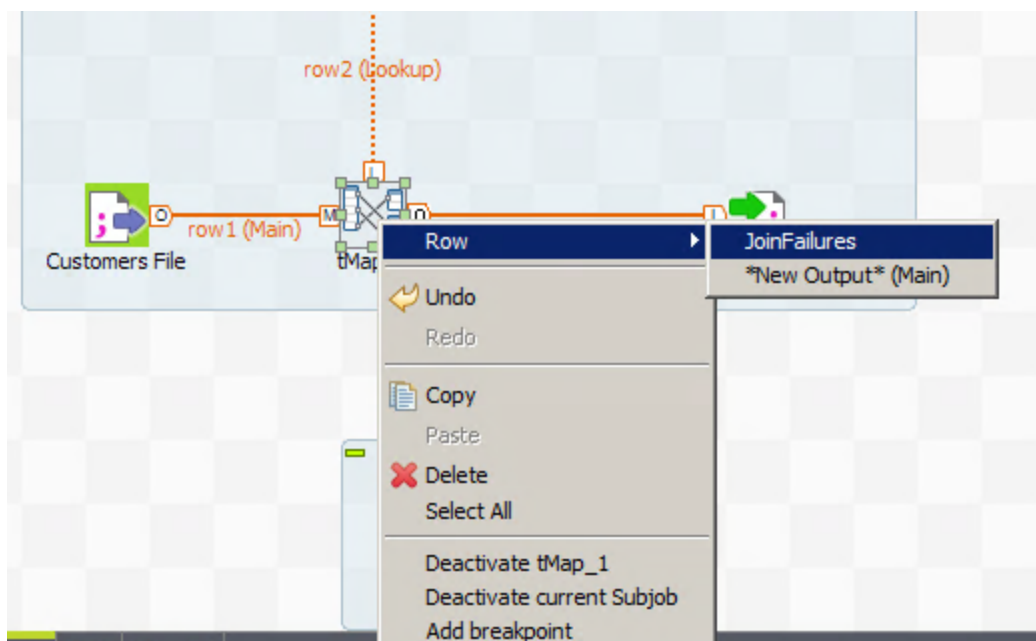 row2 (Lookup)
L
O
row1 (Main)
M
O
I
Customers File
tMap
Row
JoinFailures
*New Output* (Main)
Undo
Redo
Copy
Paste
Delete
Select All
Deactivate tMap_1
Deactivate current Subjob
Add breakpoint